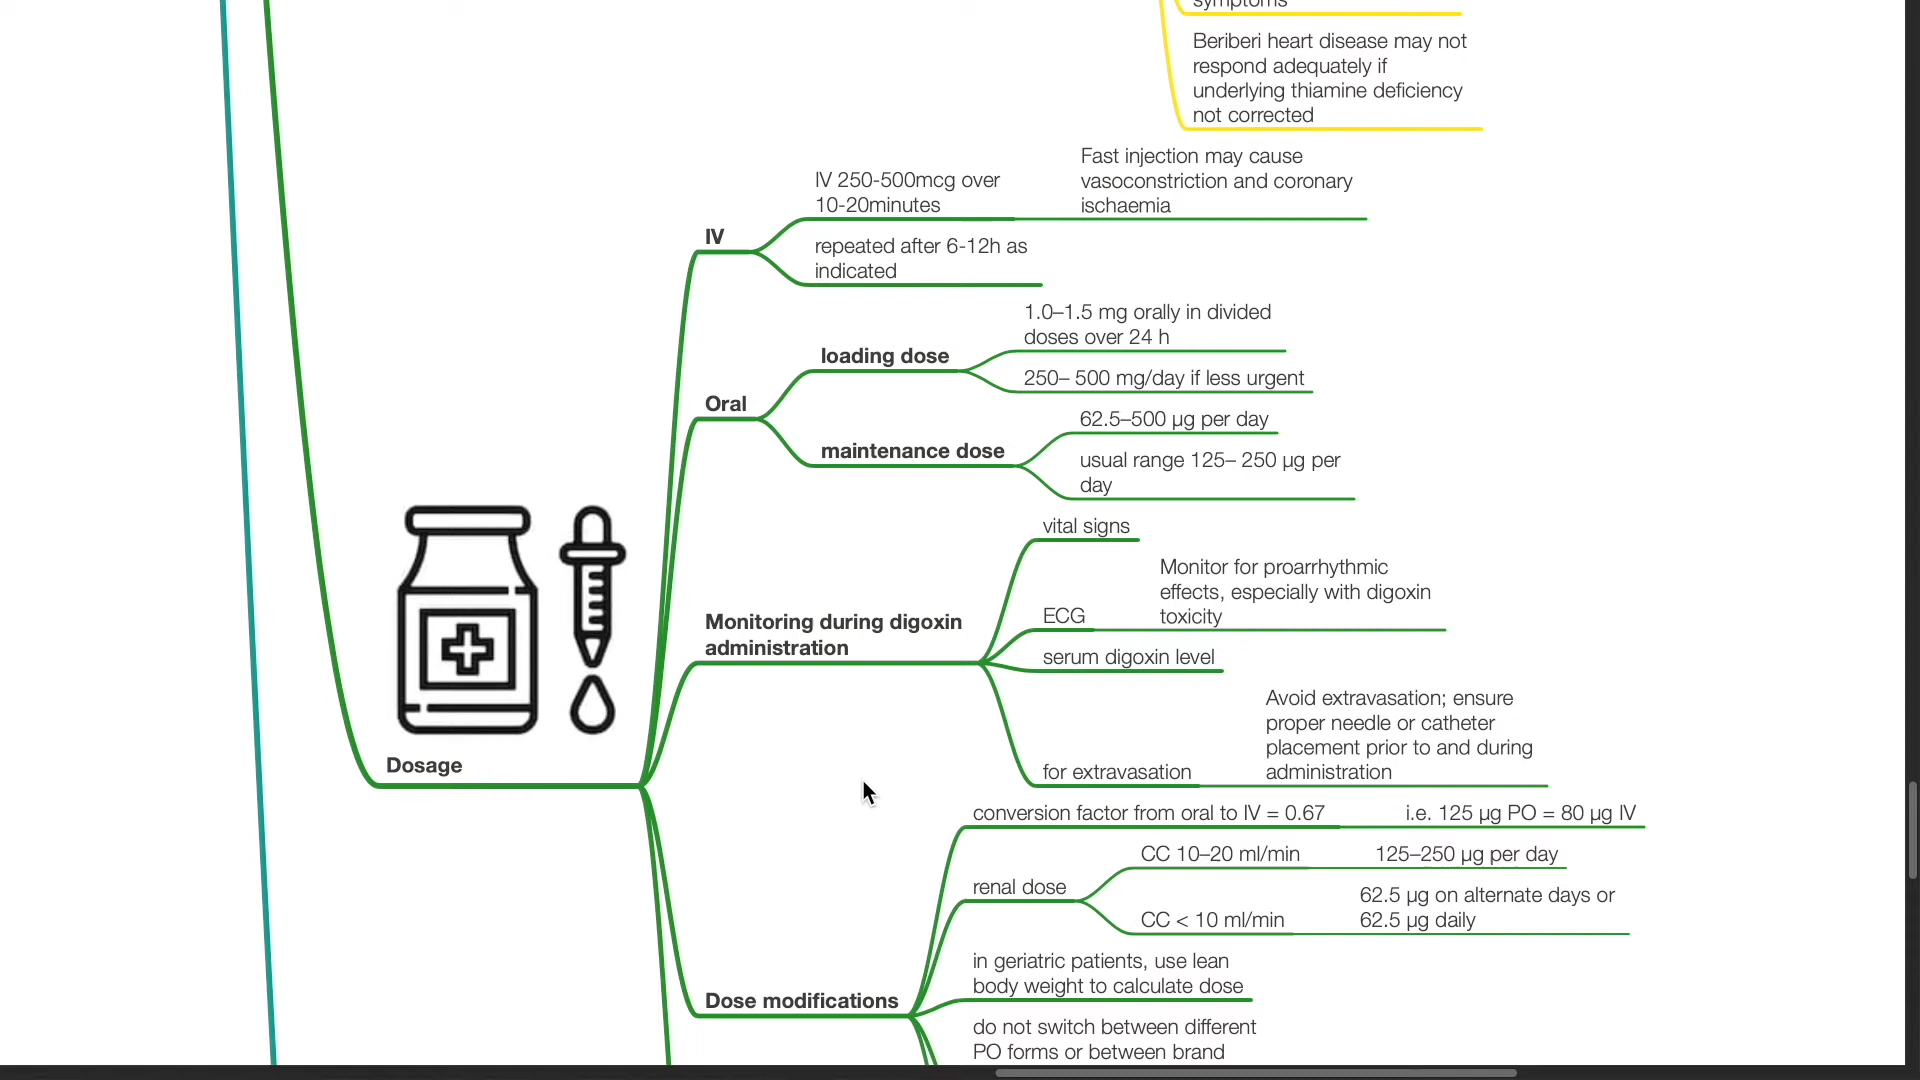 symptoms
Beriberi heart disease may not
respond adequately if
underlying thiamine deficiency
not corrected
IV
IV 250-500mcg over
10-20minutes
Fast injection may cause
vasoconstriction and coronary
ischaemia
repeated after 6-12h as
indicated
Oral
loading dose
1.0–1.5 mg orally in divided
doses over 24 h
250– 500 mg/day if less urgent
maintenance dose
62.5–500 µg per day
usual range 125– 250 µg per
day
Monitoring during digoxin
administration
vital signs
ECG
Monitor for proarrhythmic
effects, especially with digoxin
toxicity
serum digoxin level
for extravasation
Avoid extravasation; ensure
proper needle or catheter
placement prior to and during
administration
Dosage
Dose modifications
conversion factor from oral to IV = 0.67
i.e. 125 µg PO = 80 µg IV
renal dose
CC 10–20 ml/min
125–250 µg per day
CC < 10 ml/min
62.5 µg on alternate days or
62.5 µg daily
in geriatric patients, use lean
body weight to calculate dose
do not switch between different
PO forms or between brand